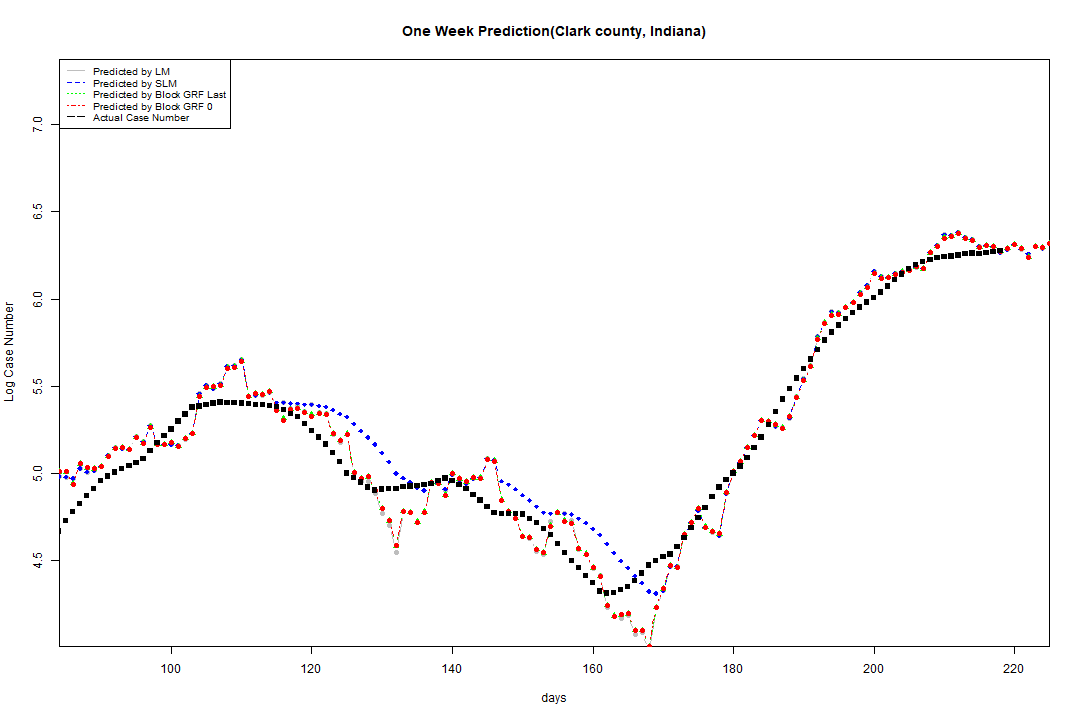 One Week Prediction(Clark county, Indiana)
Predicted by LM
Predicted by SLM
Predicted by Block GRF Last
Predicted by Block GRF 0
Actual Case Number
7.0
6.5
6.0
5.5
5.0
4.5
Log Case Number
100 120 140 160 180 200 220
days